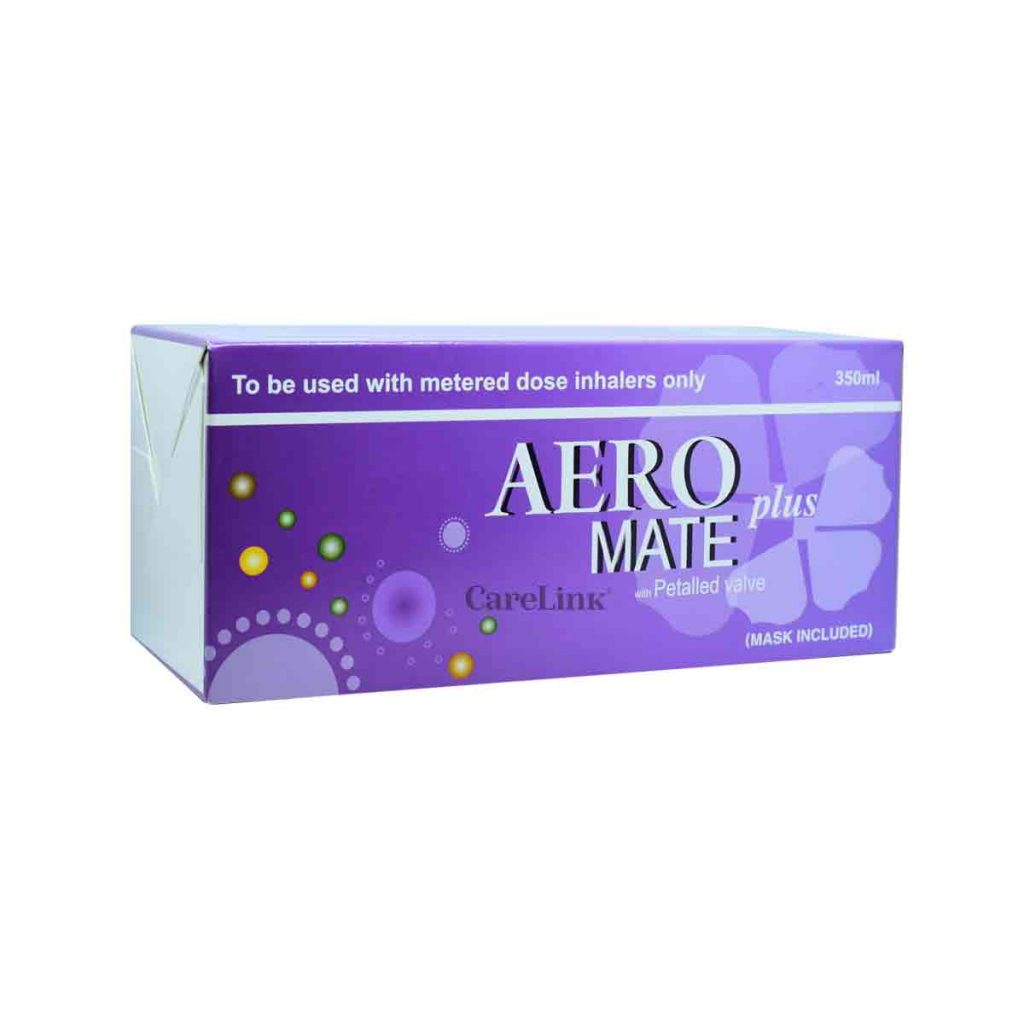 To be used with metered dose inhalers only 350ml
AERO
MATE plus
with Petalled valve
CareLink®
(MASK INCLUDED)